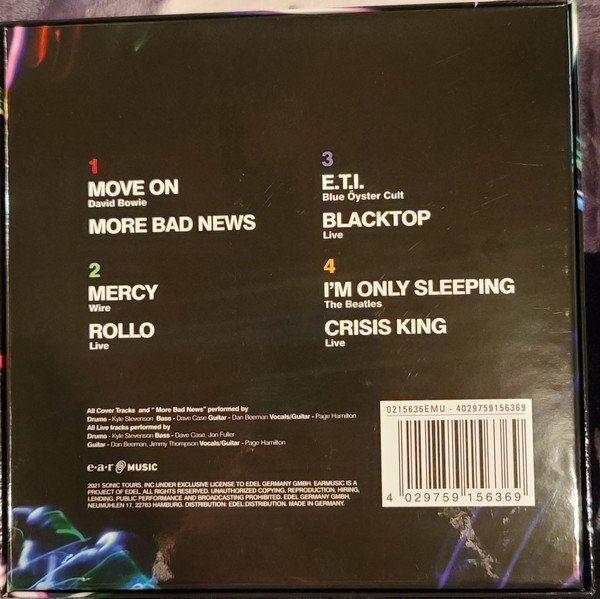 1
MOVE ON
David Bowie
MORE BAD NEWS
2
MERCY
Wire
ROLLO
Live
3
E.T.I.
Blue Öyster Cult
BLACKTOP
Live
4
I'M ONLY SLEEPING
The Beatles
CRISIS KING
Live
All Cover Tracks and " More Bad News" performed by
Drums - Kyle Stevenson Bass - Dave Case Guitar - Dan Beeman Vocals/Guitar - Page Hamilton
All Live tracks performed by
Drums - Kyle Stevenson Bass - Dave Case, Jon Fuller
Guitar - Dan Beeman, Jimmy Thompson Vocals/Guitar - Page Hamilton
e·a·r MUSIC
2021 SONIC TOURS, INC UNDER EXCLUSIVE LICENSE TO EDEL GERMANY GMBH. EARMUSIC IS A
PROJECT OF EDEL. ALL RIGHTS RESERVED. UNAUTHORIZED COPYING, REPRODUCTION, HIRING,
LENDING, PUBLIC PERFORMANCE AND BROADCASTING PROHIBITED. EDEL GERMANY GMBH,
NEUMÜHLEN 17, 22763 HAMBURG. DISTRIBUTION: EDEL DISTRIBUTION. MADE IN GERMANY.
0215636EMU · 4029759156369
4 029759 156369